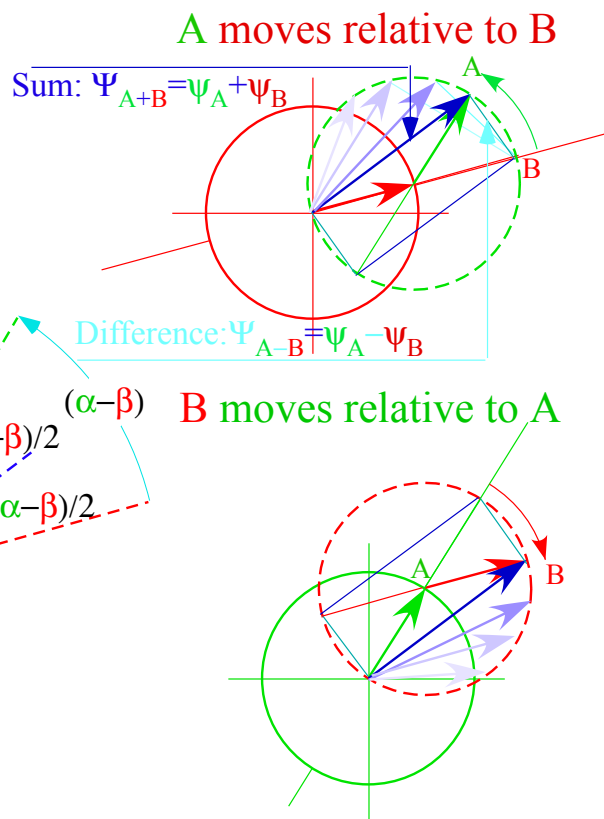 A moves relative to B
A
Sum: Ψ_A+B=ψ_A+ψ_B
B
Difference:Ψ_A−B=ψ_A−ψ_B
(α−β)
B moves relative to A
−β)/2
α−β)/2
A
B